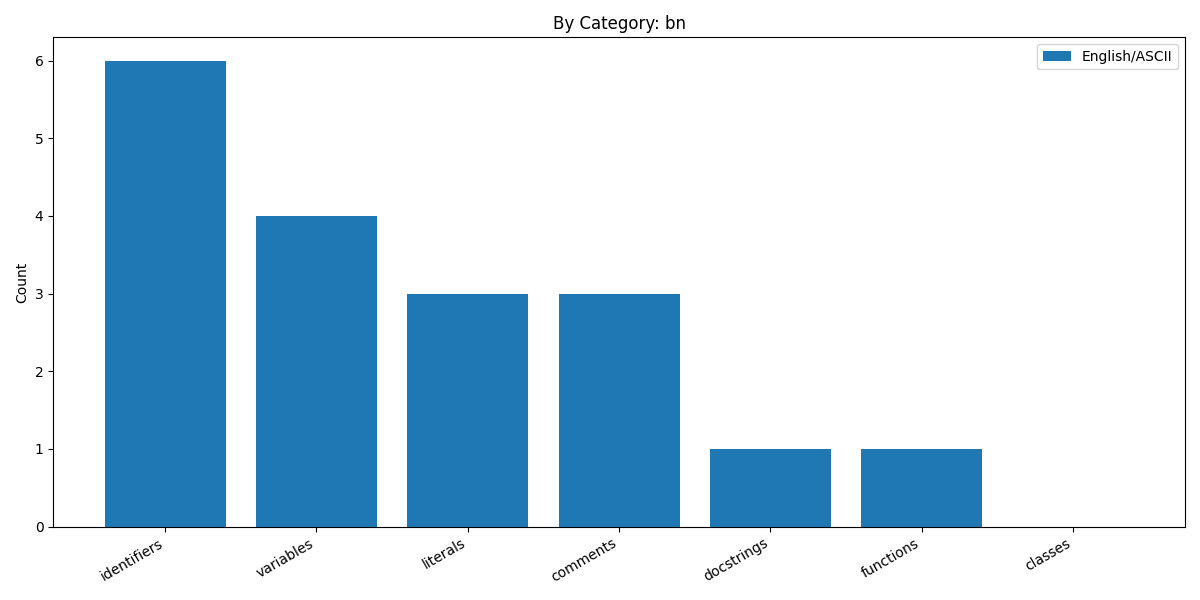 By Category: bn
English/ASCII
Count
6
5
4
3
2
1
0
identifiers
variables
literals
comments
docstrings
functions
classes